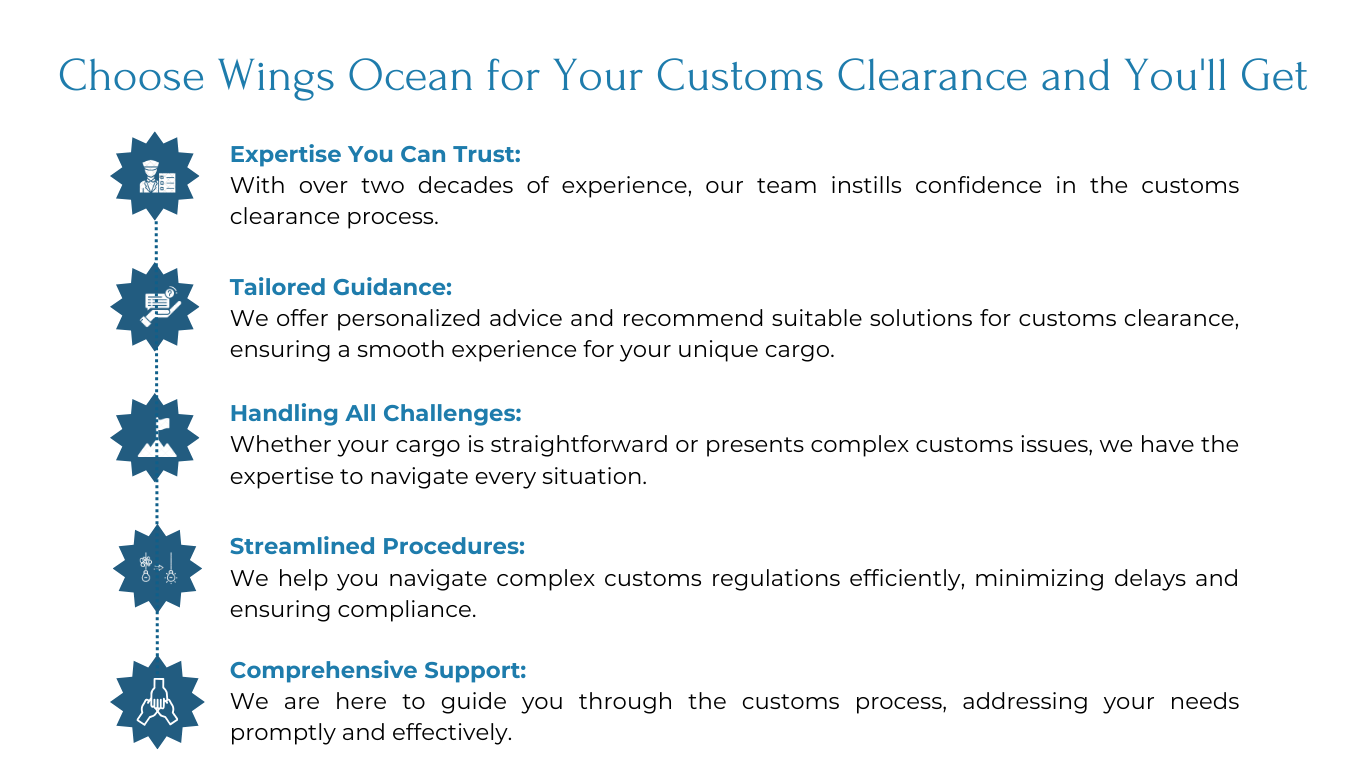 Choose Wings Ocean for Your Customs Clearance and You'll Get
Expertise You Can Trust:
With over two decades of experience, our team instills confidence in the customs
clearance process.
Tailored Guidance:
We offer personalized advice and recommend suitable solutions for customs clearance,
ensuring a smooth experience for your unique cargo.
Handling All Challenges:
Whether your cargo is straightforward or presents complex customs issues, we have the
expertise to navigate every situation.
Streamlined Procedures:
We help you navigate complex customs regulations efficiently, minimizing delays and
ensuring compliance.
Comprehensive Support:
We are here to guide you through the customs process, addressing your needs
promptly and effectively.